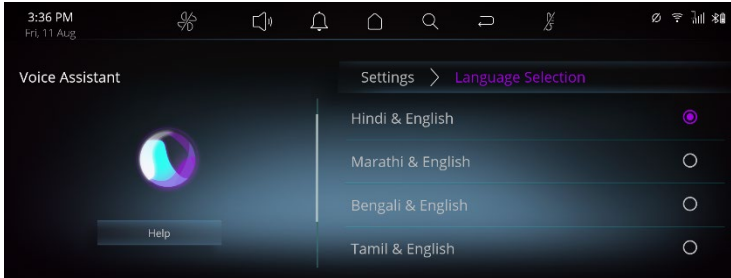 3:36 PM
Fri, 11 Aug
Voice Assistant
Settings > Language Selection
Hindi & English
Marathi & English
Bengali & English
Help
Tamil & English